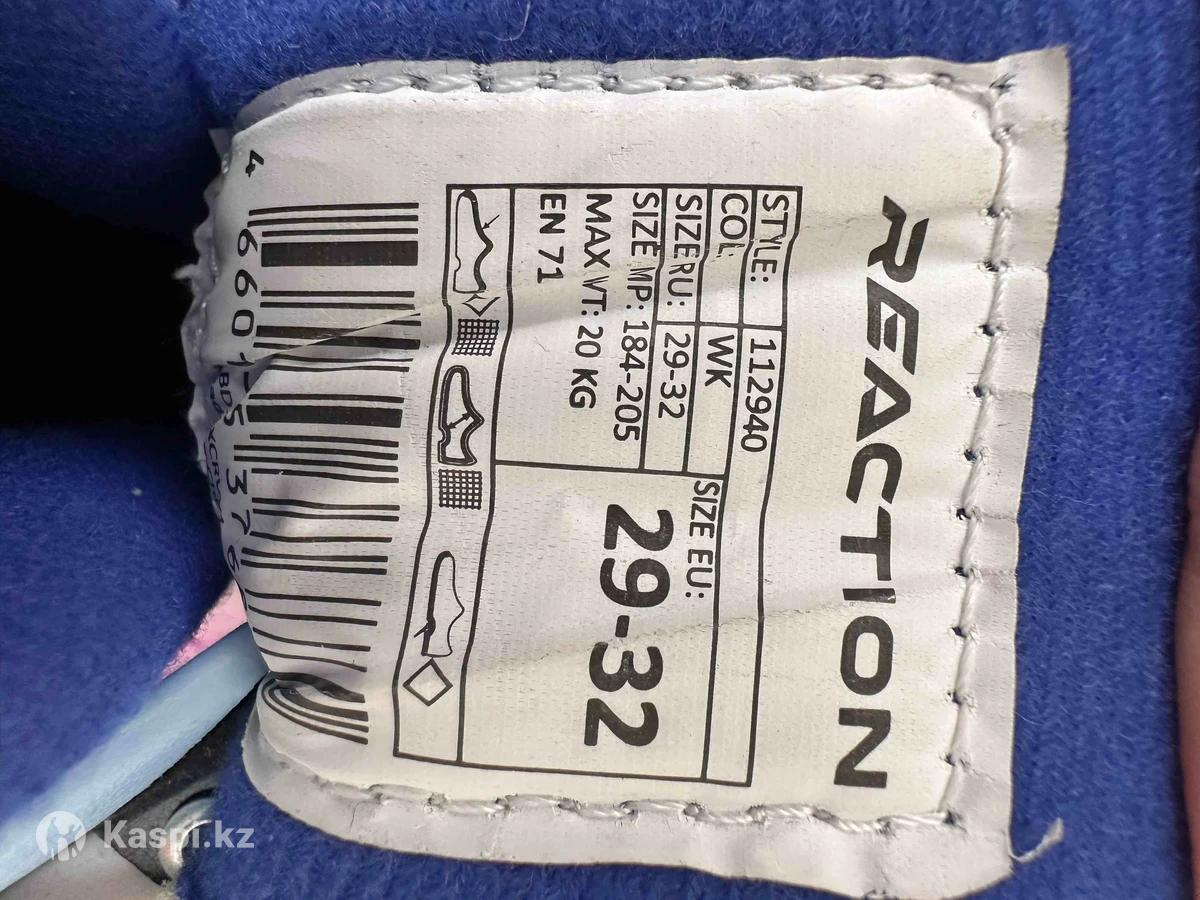 REACTION
STYLE: 112940
COL: WK
SIZE RU: 29-32
SIZE MP: 184-205
MAX WT: 20 KG
EN 71
SIZE EU:
29-32
Kaspi.kz